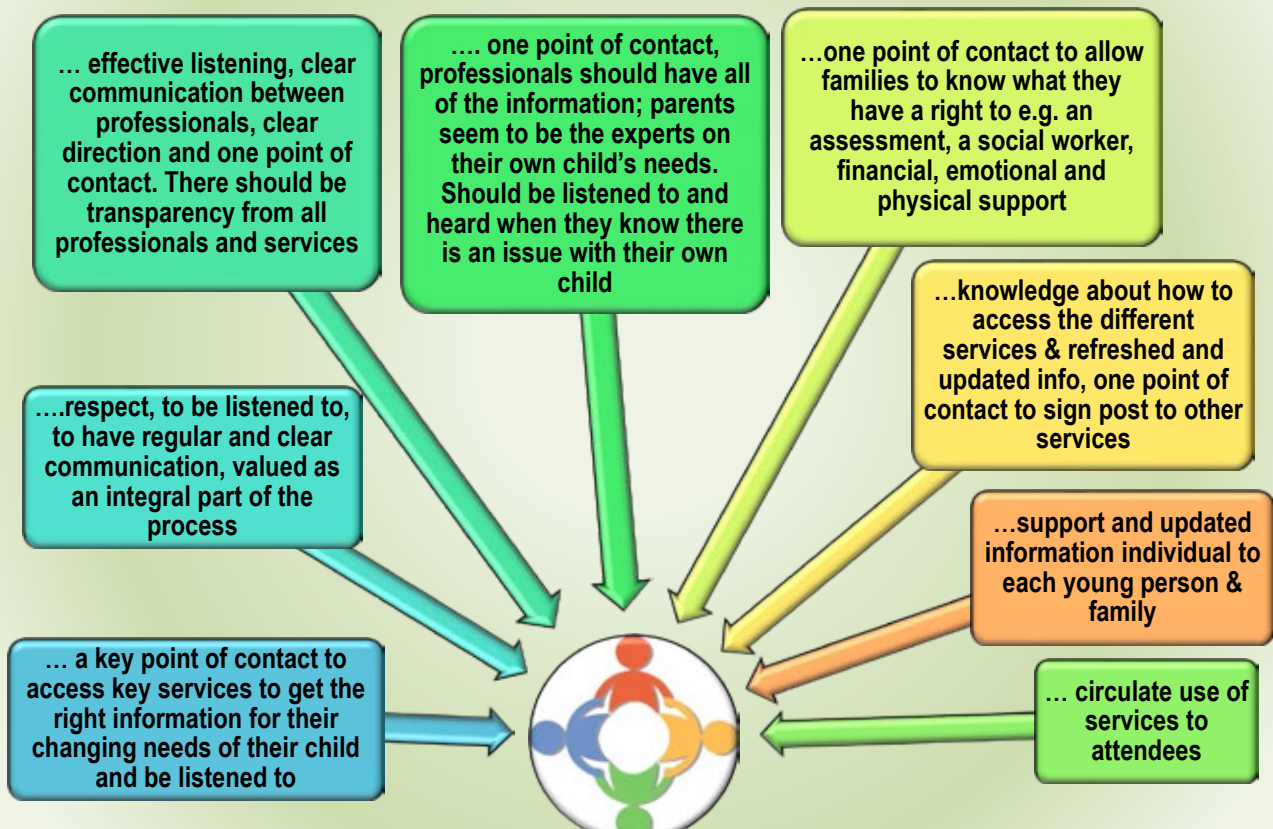 … effective listening, clear
communication between
professionals, clear
direction and one point of
contact. There should be
transparency from all
professionals and services
…. one point of contact,
professionals should have all
of the information; parents
seem to be the experts on
their own child’s needs.
Should be listened to and
heard when they know there
is an issue with their own
child
…one point of contact to allow
families to know what they
have a right to e.g. an
assessment, a social worker,
financial, emotional and
physical support
…knowledge about how to
access the different
services & refreshed and
updated info, one point of
contact to sign post to other
services
….respect, to be listened to,
to have regular and clear
communication, valued as
an integral part of the
process
…support and updated
information individual to
each young person &
family
… a key point of contact to
access key services to get the
right information for their
changing needs of their child
and be listened to
… circulate use of
services to
attendees